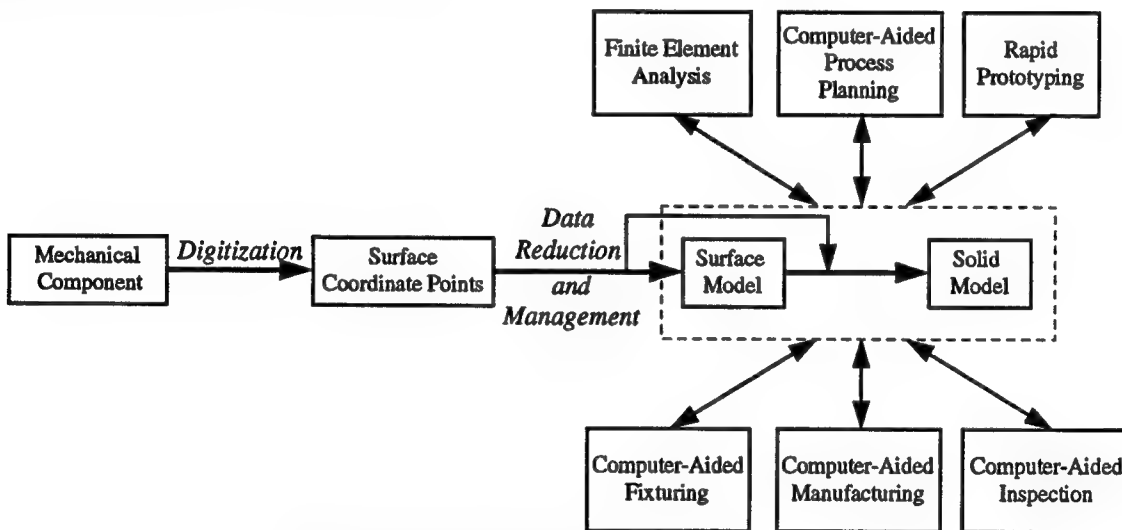 Finite Element
Analysis
Computer-Aided
Process
Planning
Rapid
Prototyping
Mechanical
Component
Digitization
Surface
Coordinate Points
Data
Reduction
and
Management
Surface
Model
Solid
Model
Computer-Aided
Fixturing
Computer-Aided
Manufacturing
Computer-Aided
Inspection